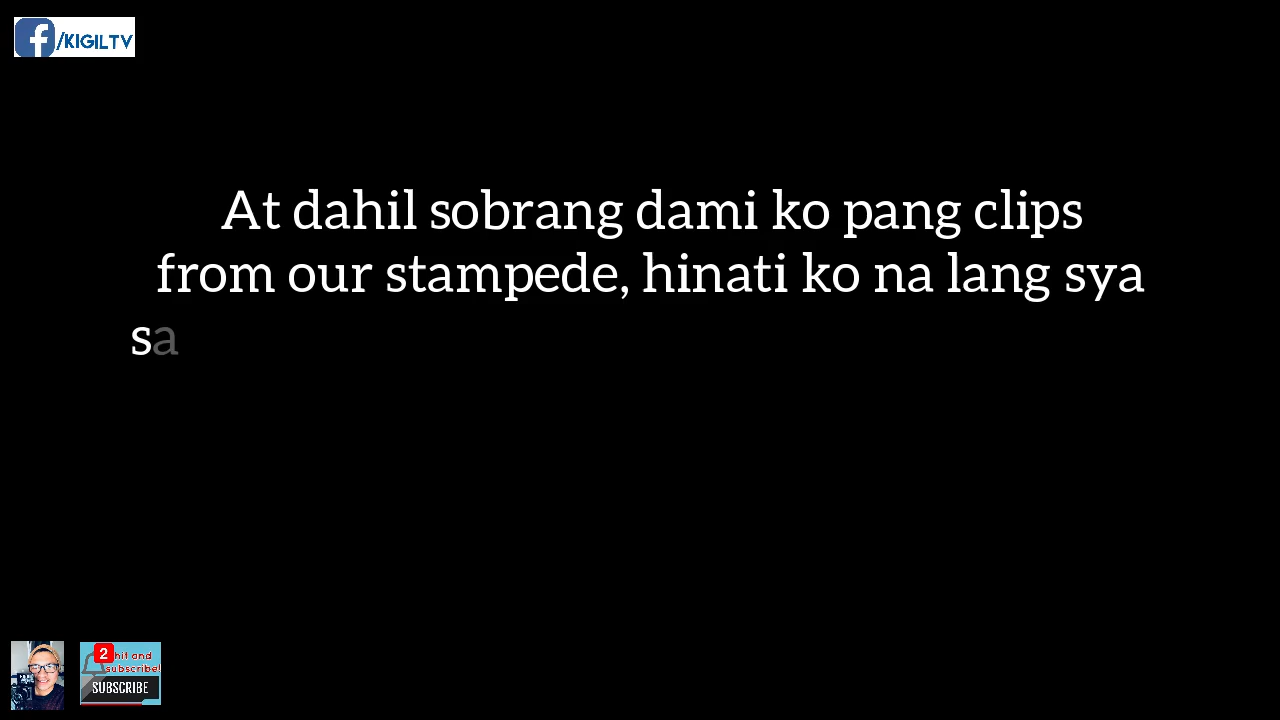 /KIGILTV
At dahil sobrang dami ko pang clips
from our stampede, hinati ko na lang sya
sa
2
hit and
subscribe!
SUBSCRIBE